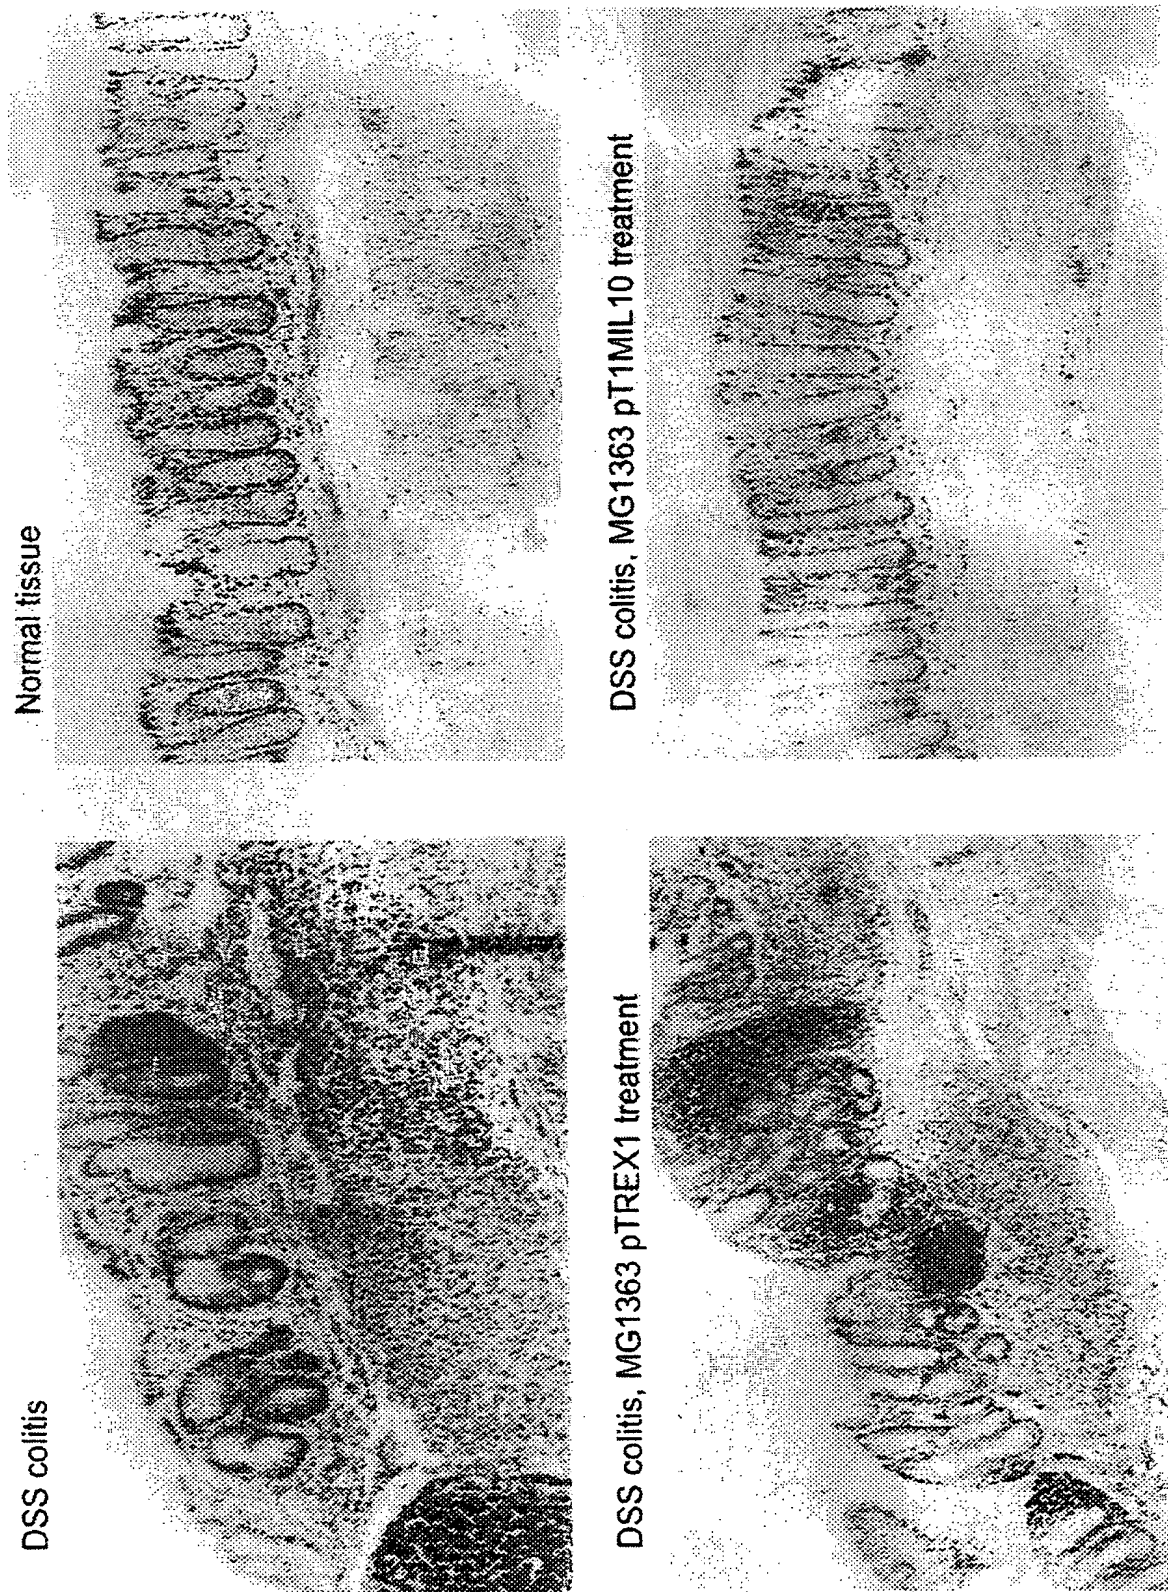 DSS colitis
Normal tissue
DSS colitis, MG1363 pTREX1 treatment
DSS colitis, MG1363 pT1MIL10 treatment